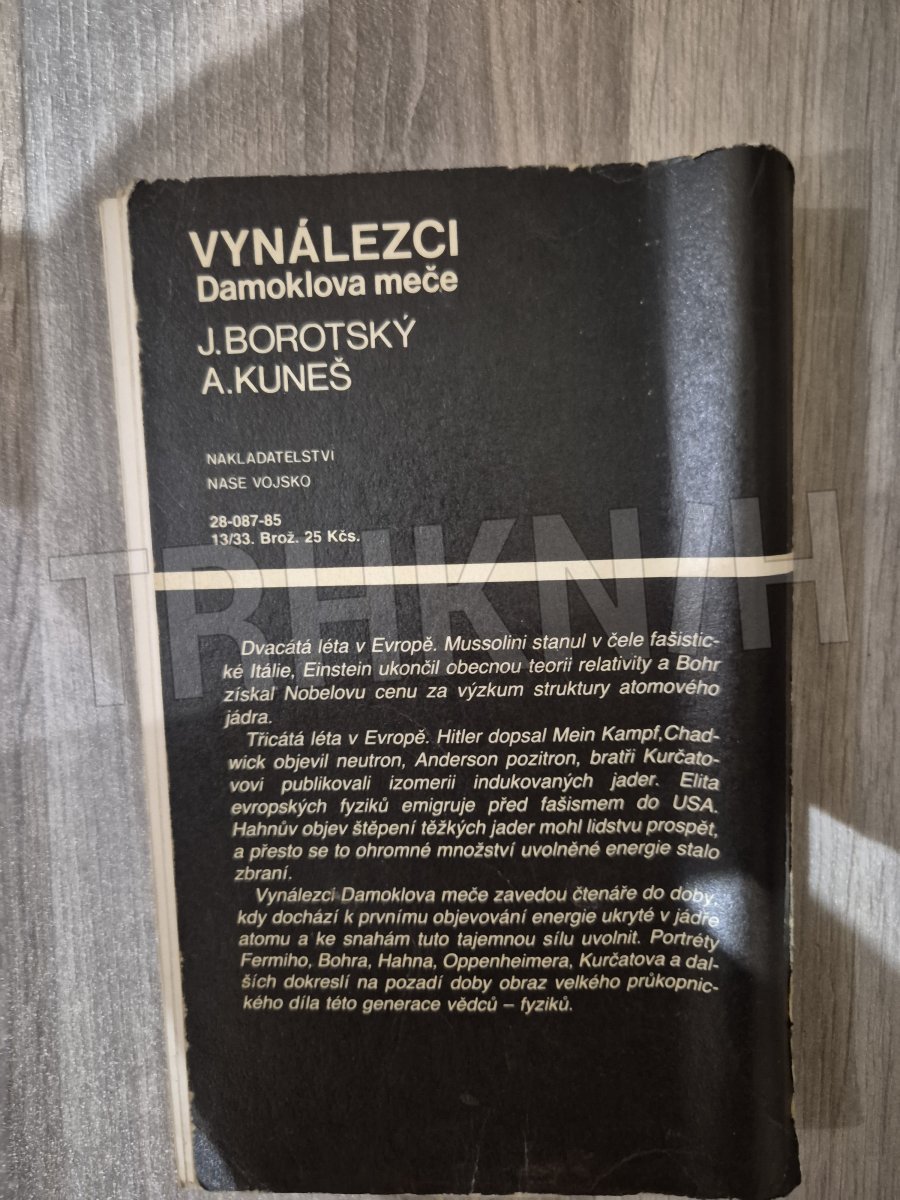 VYNÁLEZCI
Damoklova meče
J. BOROTSKÝ
A. KUNEŠ
NAKLADATELSTVI
NASE VOJSKO
28-087-85
13/33. Brož. 25 Kčs.
TRHKNIH
Dvacátá léta v Evropě. Mussolini stanul v čele fašistic-
ké Itálie, Einstein ukončil obecnou teorii relativity a Bohr
získal Nobelovu cenu za výzkum struktury atomového
jádra.
Třicátá léta v Evropě. Hitler dopsal Mein Kampf,Chad-
wick objevil neutron, Anderson pozitron, bratři Kurčato-
vovi publikovali izomerii indukovaných jader. Elita
evropských fyziků emigruje před fašismem do USA.
Hahnův objev štěpení těžkých jader mohl lidstvu prospět,
a přesto se to ohromné množství uvolněné energie stalo
zbraní.
Vynálezci Damoklova meče zavedou čtenáře do doby,
kdy dochází k prvnímu objevování energie ukryté v jádře
atomu a ke snahám tuto tajemnou sílu uvolnit. Portréty
Fermiho, Bohra, Hahna, Oppenheimera, Kurčatova a dal-
ších dokreslí na pozadí doby obraz velkého průkopnic-
kého díla této generace vědců – fyziků.